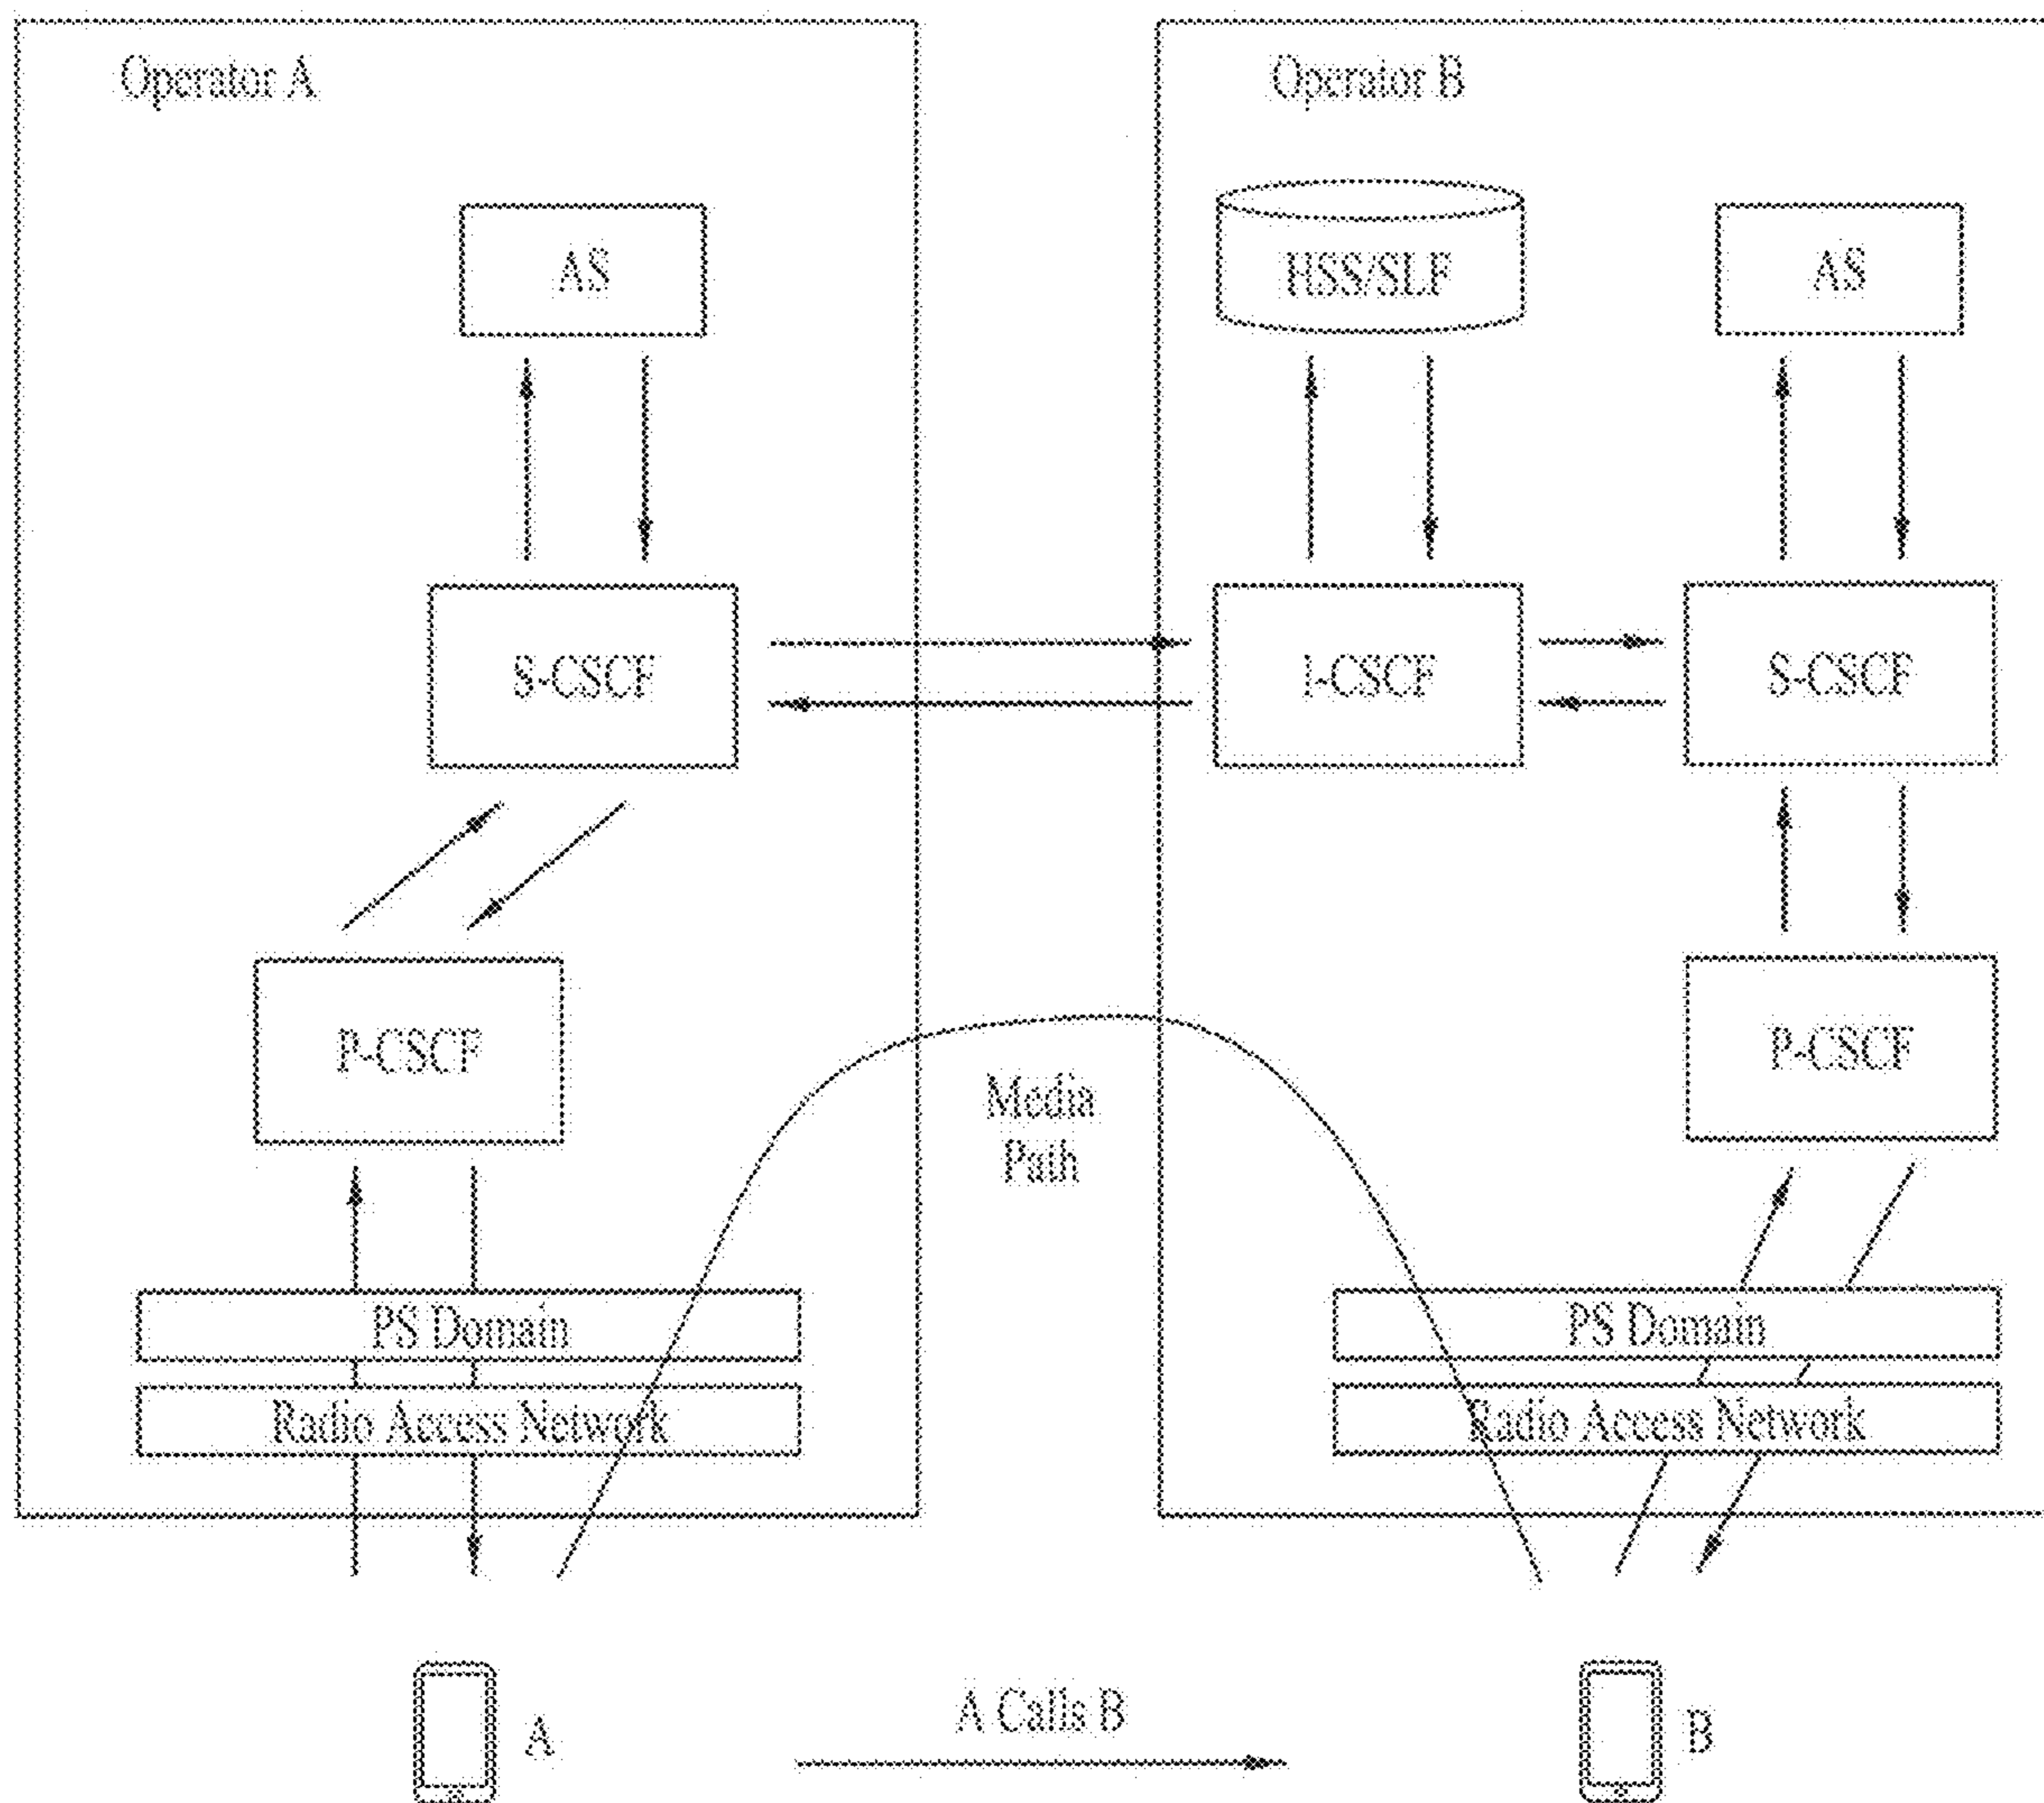 Operator A
Operator B
AS
HSS/SLF
AS
S-CSCF
I-CSCF
S-CSCF
P-CSCF
P-CSCF
Media
Path
PS Domain
PS Domain
Radio Access Network
Radio Access Network
A
A Calls B
B